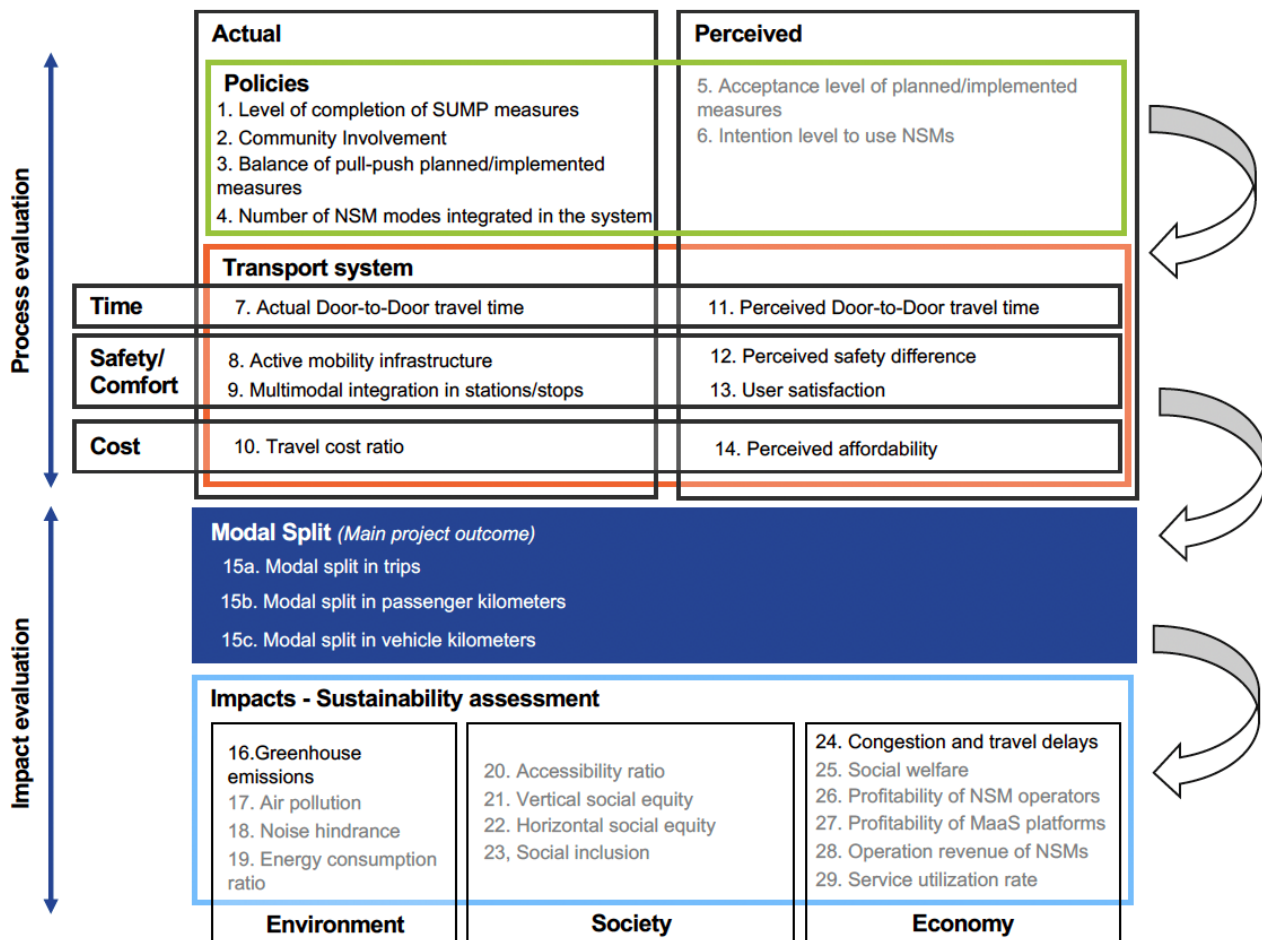 Actual
Perceived
Policies
1. Level of completion of SUMP measures
2. Community Involvement
3. Balance of pull-push planned/implemented
measures
4. Number of NSM modes integrated in the system
5. Acceptance level of planned/implemented
measures
6. Intention level to use NSMs
Process evaluation
Transport system
Time
7. Actual Door-to-Door travel time
11. Perceived Door-to-Door travel time
Safety/
Comfort
8. Active mobility infrastructure
9. Multimodal integration in stations/stops
12. Perceived safety difference
13. User satisfaction
Cost
10. Travel cost ratio
14. Perceived affordability
Impact evaluation
Modal Split (Main project outcome)
15a. Modal split in trips
15b. Modal split in passenger kilometers
15c. Modal split in vehicle kilometers
Impacts - Sustainability assessment
16.Greenhouse
emissions
17. Air pollution
18. Noise hindrance
19. Energy consumption
ratio
Environment
20. Accessibility ratio
21. Vertical social equity
22. Horizontal social equity
23, Social inclusion
Society
24. Congestion and travel delays
25. Social welfare
26. Profitability of NSM operators
27. Profitability of MaaS platforms
28. Operation revenue of NSMs
29. Service utilization rate
Economy